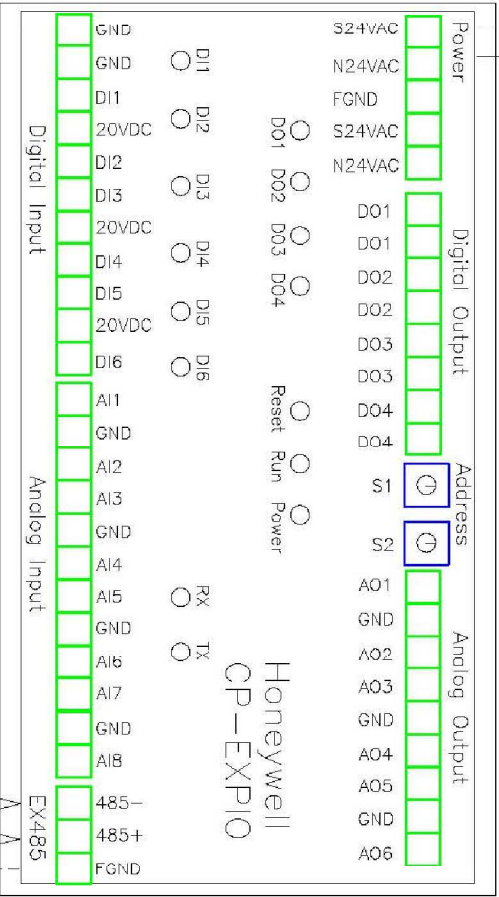 Digital Input
GND
GND
DI1
20VDC
DI2
DI3
20VDC
DI4
DI5
20VDC
DI6
Analog Input
AI1
GND
AI2
AI3
GND
AI4
AI5
GND
AI6
AI7
GND
AI8
EX485
485-
485+
FGND
DI1
DI2
DI3
DI4
DI5
DI6
RX
TX
DO1
DO2
DO3
DO4
Reset
Run
Power
Honeywell
CP-EXPIO
Power
S24VAC
N24VAC
FGND
S24VAC
N24VAC
Digital Output
DO1
DO1
DO2
DO2
DO3
DO3
DO4
DO4
Address
S1
S2
Analog Output
AO1
GND
AO2
AO3
GND
AO4
AO5
GND
AO6